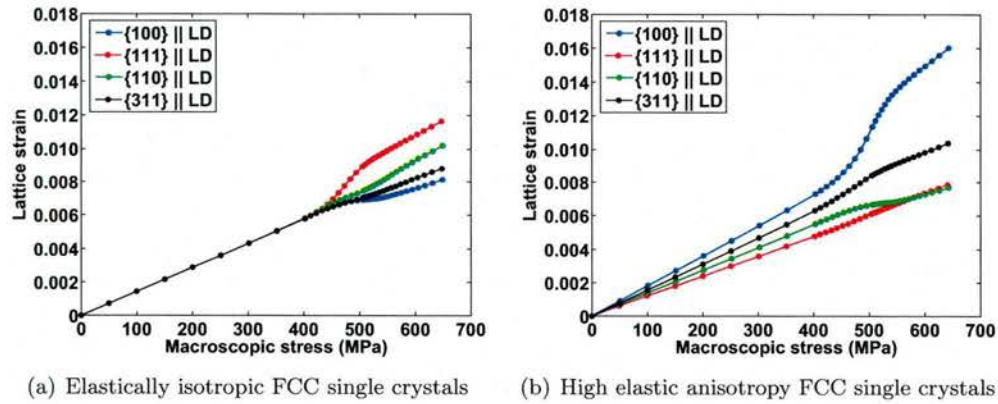 0.018
0.016
0.014
0.012
0.010
0.008
0.006
0.004
0.002
0
Lattice strain
{100} || LD
{111} || LD
{110} || LD
{311} || LD
0 100 200 300 400 500 600 700
Macroscopic stress (MPa)
(a) Elastically isotropic FCC single crystals
0.018
0.016
0.014
0.012
0.010
0.008
0.006
0.004
0.002
0
Lattice strain
{100} || LD
{111} || LD
{110} || LD
{311} || LD
0 100 200 300 400 500 600 700
Macroscopic stress (MPa)
(b) High elastic anisotropy FCC single crystals